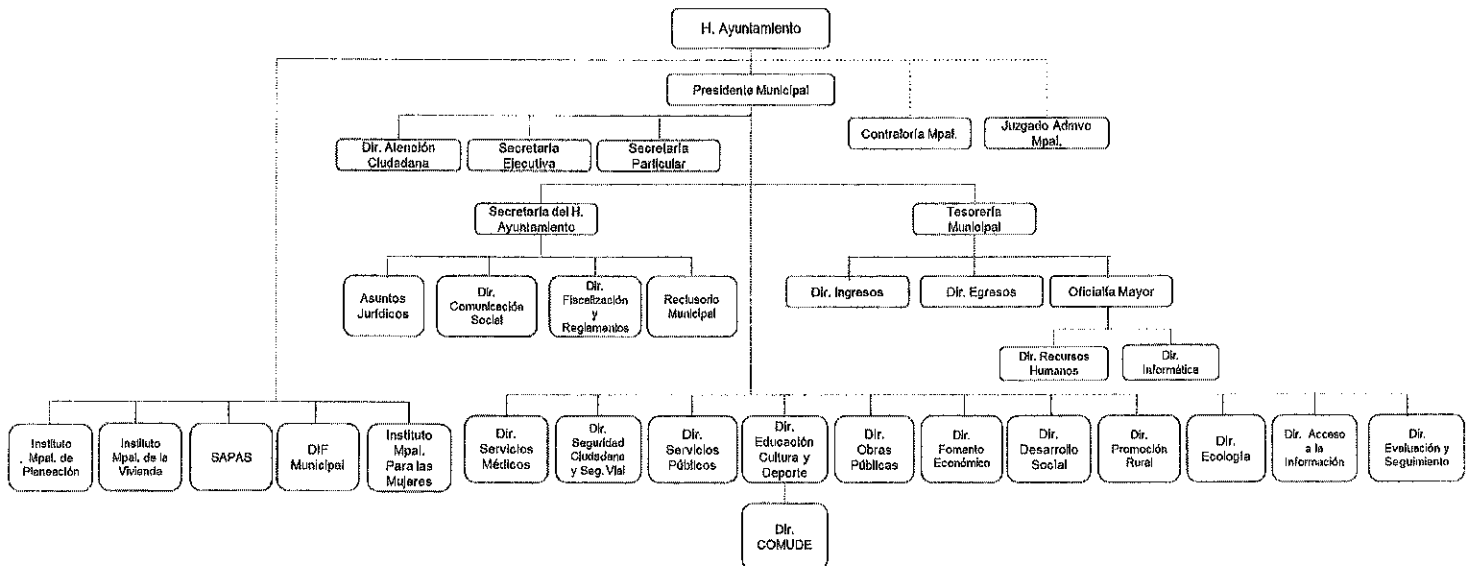 H. Ayuntamiento
Presidente Municipal
Contraloría Mpal.
Juzgado Admvo
Mpal.
Dir. Atención
Ciudadana
Secretaría
Ejecutiva
Secretaría
Particular
Secretaría del H.
Ayuntamiento
Tesorería
Municipal
Asuntos
Jurídicos
Dir.
Comunicación
Social
Dir.
Fiscalización
y
Reglamentos
Reclusorio
Municipal
Dir. Ingresos
Dir. Egresos
Oficialía Mayor
Dir. Recursos
Humanos
Dir.
Informática
Instituto
Mpal. de
Planeación
Instituto
Mpal. de la
Vivienda
SAPAS
DIF
Municipal
Instituto
Mpal.
Para las
Mujeres
Dir.
Servicios
Médicos
Dir.
Seguridad
Ciudadana
y Seg. Vial
Dir.
Servicios
Públicos
Dir.
Educación
Cultura y
Deporte
Dir.
Obras
Públicas
Dir.
Fomento
Económico
Dir.
Desarrollo
Social
Dir.
Promoción
Rural
Dir.
Ecología
Dir. Acceso
a la
Información
Dir.
Evaluación y
Seguimiento
Dir.
COMUDE